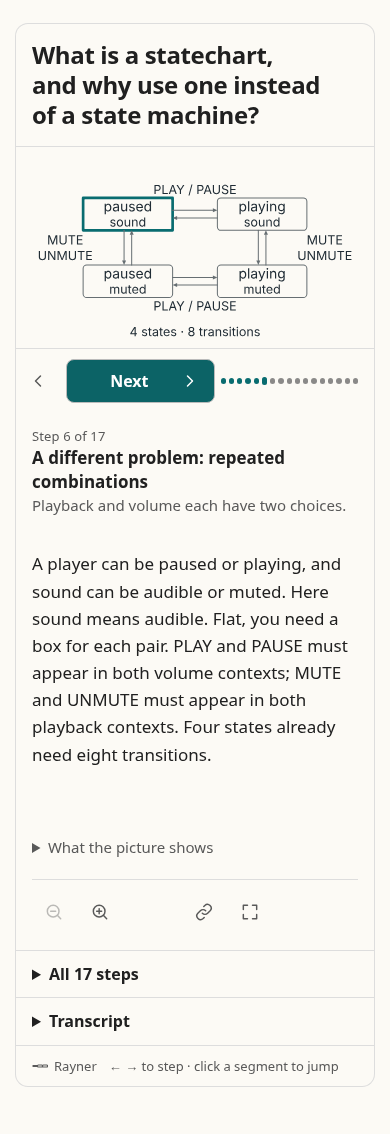 What is a statechart,
and why use one instead
of a state machine?
PLAY / PAUSE
paused
sound
playing
sound
MUTE
UNMUTE
MUTE
UNMUTE
paused
muted
playing
muted
PLAY / PAUSE
4 states · 8 transitions
Next
Step 6 of 17
A different problem: repeated
combinations
Playback and volume each have two choices.
A player can be paused or playing, and
sound can be audible or muted. Here
sound means audible. Flat, you need a
box for each pair. PLAY and PAUSE must
appear in both volume contexts; MUTE
and UNMUTE must appear in both
playback contexts. Four states already
need eight transitions.
What the picture shows
All 17 steps
Transcript
Rayner ← → to step · click a segment to jump